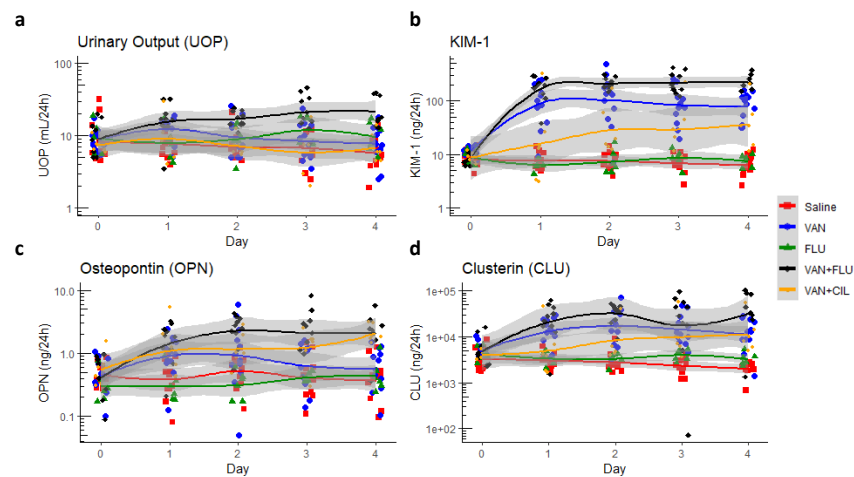 a
Urinary Output (UOP)
UOP (mL/24h)
100
10
1
0 1 2 3 4
Day
b
KIM-1
KIM-1 (ng/24h)
100
10
1
0 1 2 3 4
Day
c
Osteopontin (OPN)
OPN (ng/24h)
10.0
1.0
0.1
0 1 2 3 4
Day
d
Clusterin (CLU)
CLU (ng/24h)
1e+05
1e+04
1e+03
1e+02
0 1 2 3 4
Day
Saline
VAN
FLU
VAN+FLU
VAN+CIL